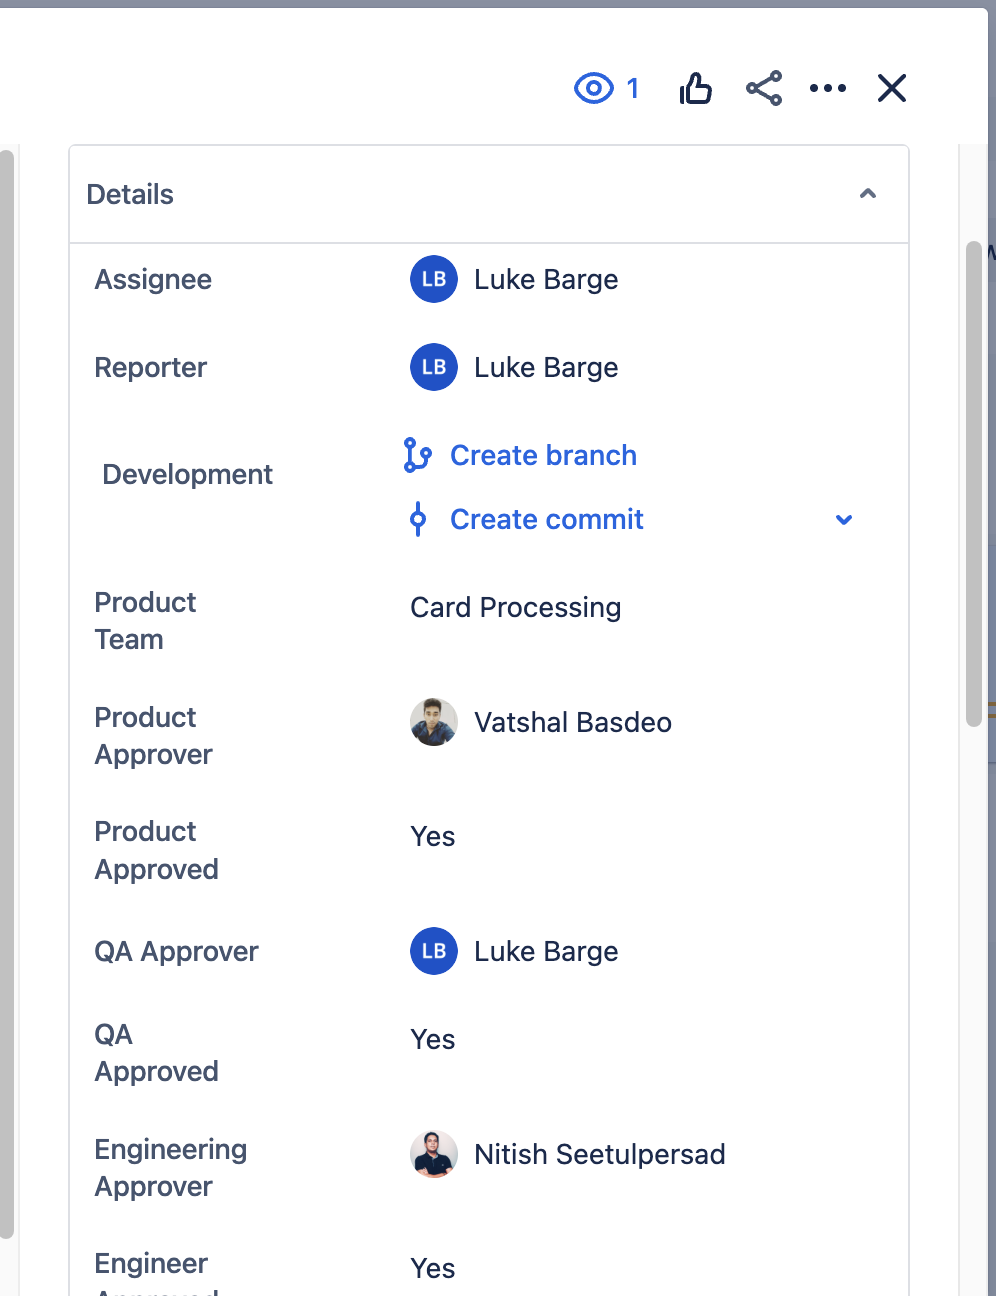 1
Details
Assignee
LB Luke Barge
Reporter
LB Luke Barge
Development
Create branch
Create commit
Product
Team
Card Processing
Product
Approver
Vatshal Basdeo
Product
Approved
Yes
QA Approver
LB Luke Barge
QA
Approved
Yes
Engineering
Approver
Nitish Seetulpersad
Engineer
Yes